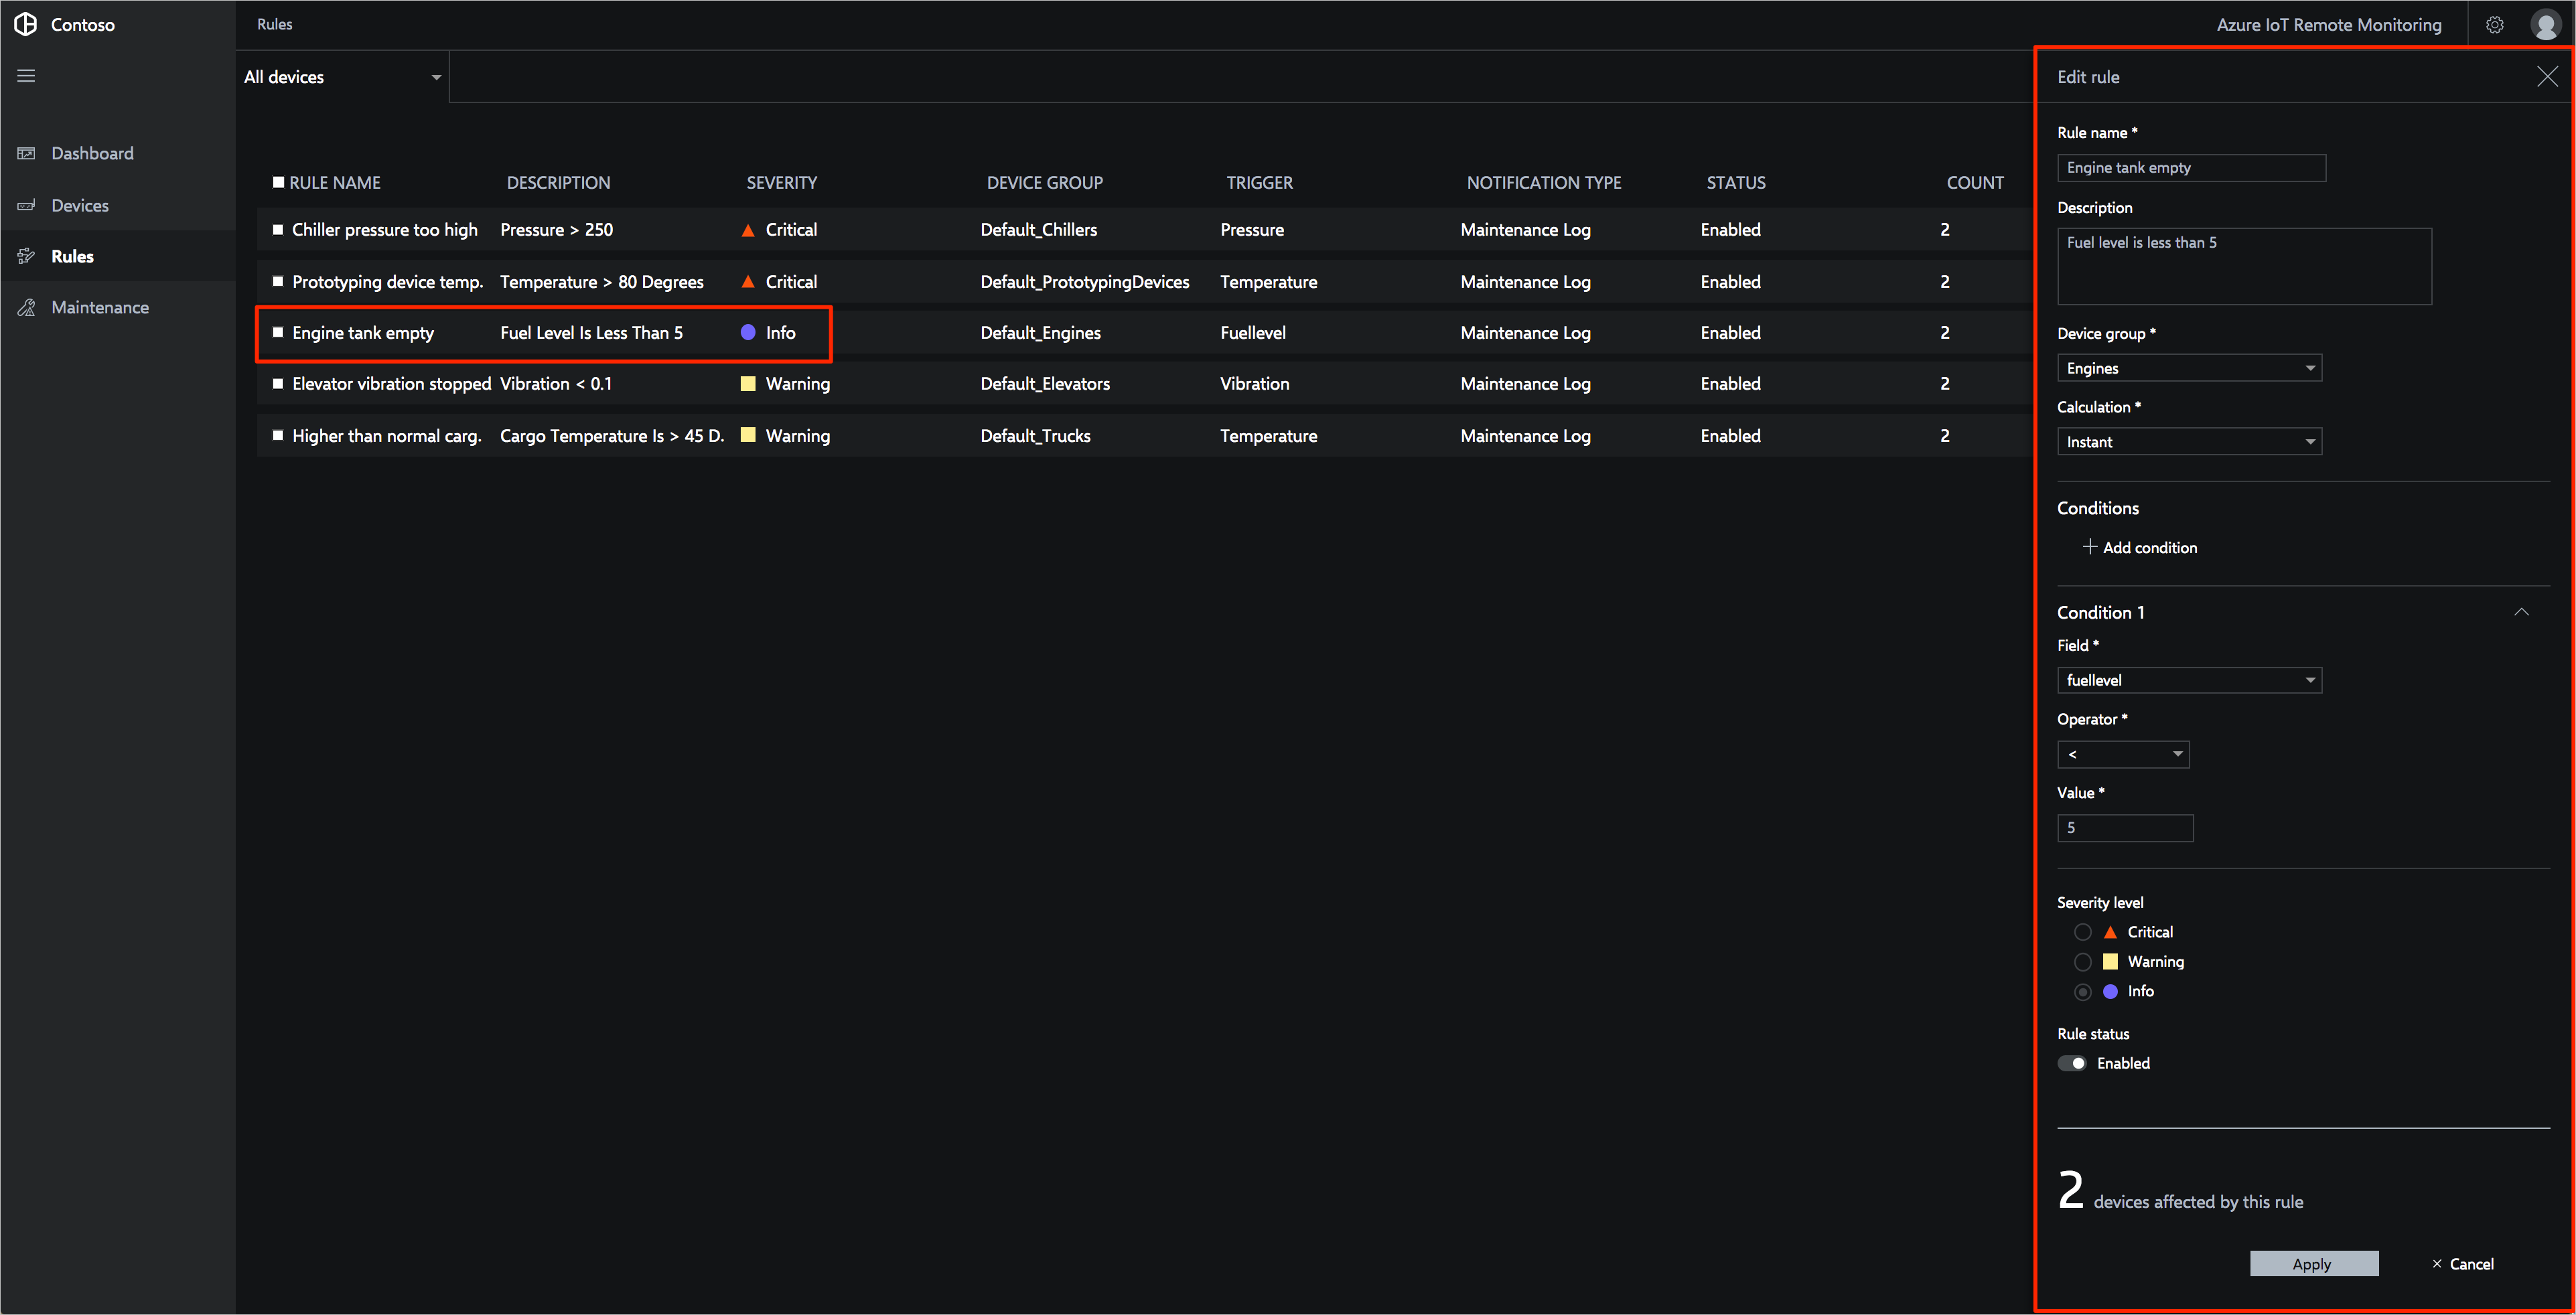 Contoso
Rules
Azure IoT Remote Monitoring
All devices
Dashboard
Devices
Rules
Maintenance
RULE NAME DESCRIPTION SEVERITY DEVICE GROUP TRIGGER NOTIFICATION TYPE STATUS COUNT
Chiller pressure too high Pressure > 250 Critical Default_Chillers Pressure Maintenance Log Enabled 2
Prototyping device temp. Temperature > 80 Degrees Critical Default_PrototypingDevices Temperature Maintenance Log Enabled 2
Engine tank empty Fuel Level Is Less Than 5 Info Default_Engines Fuellevel Maintenance Log Enabled 2
Elevator vibration stopped Vibration < 0.1 Warning Default_Elevators Vibration Maintenance Log Enabled 2
Higher than normal carg. Cargo Temperature Is > 45 D. Warning Default_Trucks Temperature Maintenance Log Enabled 2
Edit rule
Rule name *
Engine tank empty
Description
Fuel level is less than 5
Device group *
Engines
Calculation *
Instant
Conditions
+ Add condition
Condition 1
Field *
fuellevel
Operator *
<
Value *
5
Severity level
Critical
Warning
Info
Rule status
Enabled
2 devices affected by this rule
Apply
× Cancel